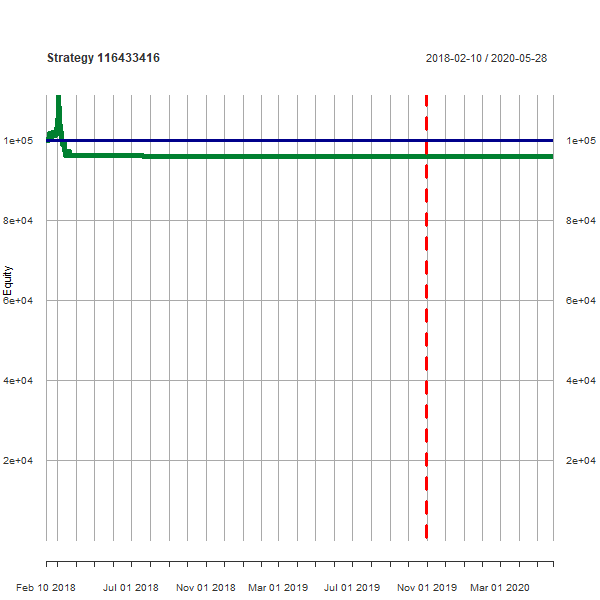 Strategy 116433416
2018-02-10 / 2020-05-28
1e+05
1e+05
8e+04
8e+04
Equity
6e+04
6e+04
4e+04
4e+04
2e+04
2e+04
Feb 10 2018
Jul 01 2018
Nov 01 2018
Mar 01 2019
Jul 01 2019
Nov 01 2019
Mar 01 2020